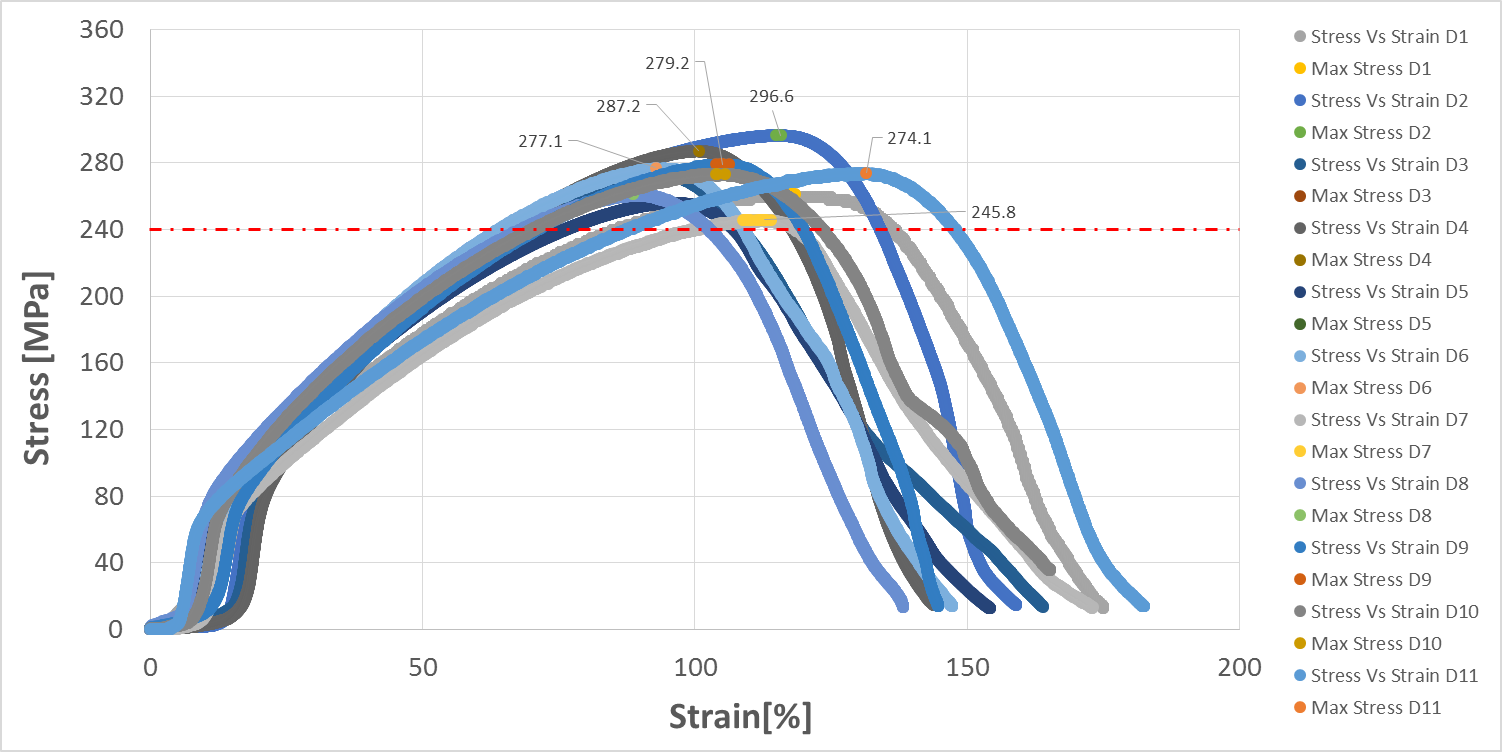 360
320
280
240
200
160
120
80
40
0
Stress [MPa]
0 50 100 150 200
Strain[%]
279.2
287.2
296.6
277.1
274.1
245.8
Stress Vs Strain D1
Max Stress D1
Stress Vs Strain D2
Max Stress D2
Stress Vs Strain D3
Max Stress D3
Stress Vs Strain D4
Max Stress D4
Stress Vs Strain D5
Max Stress D5
Stress Vs Strain D6
Max Stress D6
Stress Vs Strain D7
Max Stress D7
Stress Vs Strain D8
Max Stress D8
Stress Vs Strain D9
Max Stress D9
Stress Vs Strain D10
Max Stress D10
Stress Vs Strain D11
Max Stress D11